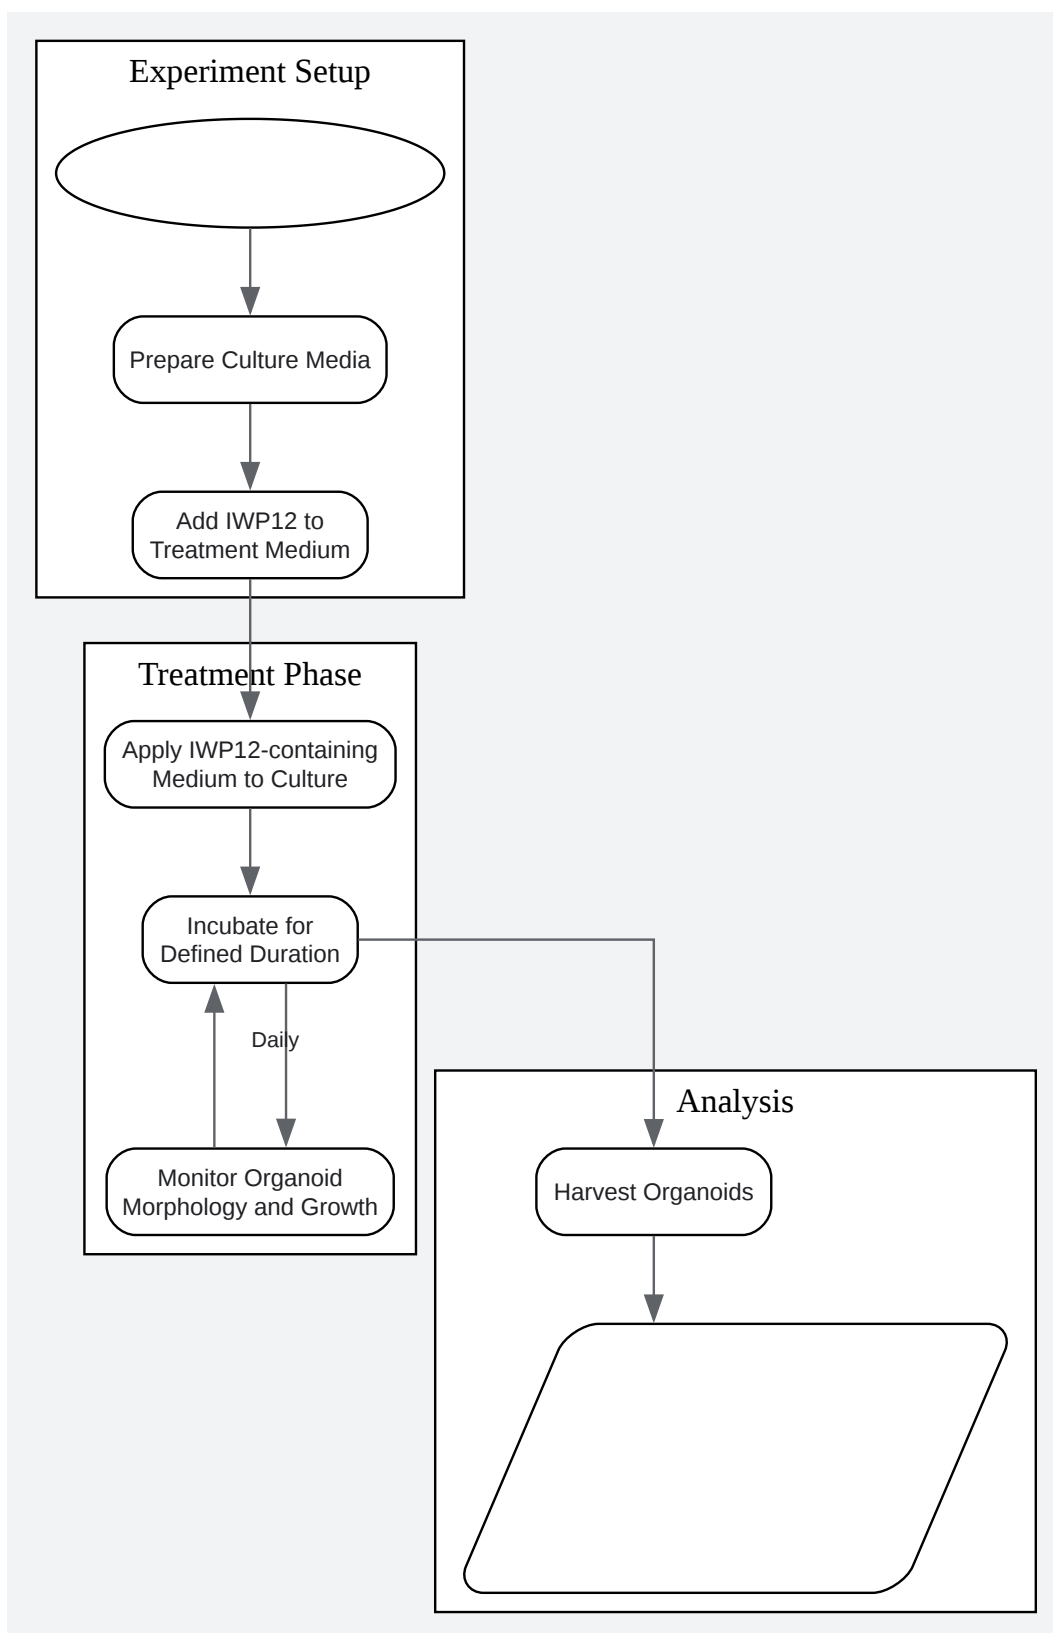 Experiment Setup
Prepare Culture Media
Add IWP12 to
Treatment Medium
Treatment Phase
Apply IWP12-containing
Medium to Culture
Incubate for
Defined Duration
Daily
Monitor Organoid
Morphology and Growth
Analysis
Harvest Organoids